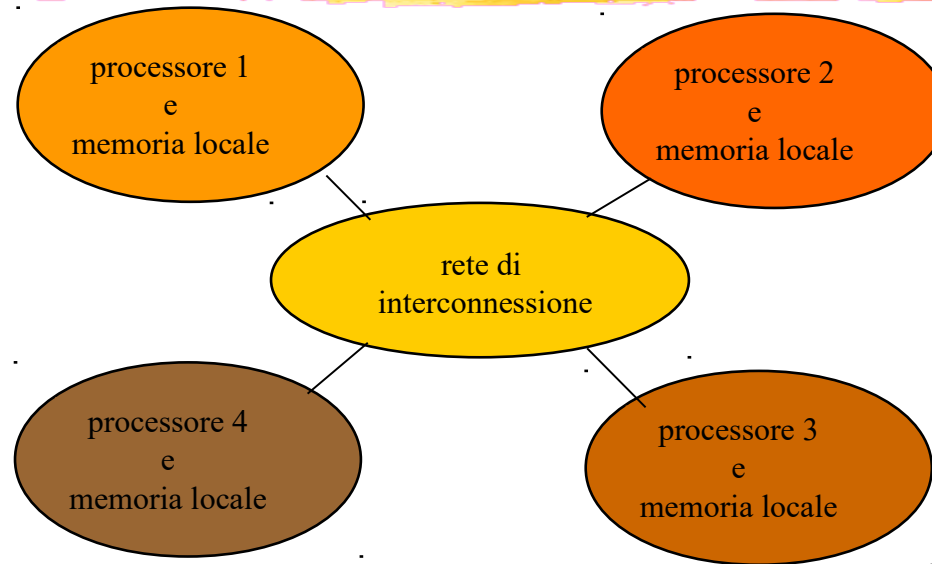 processore 1
e
memoria locale
processore 2
e
memoria locale
rete di
interconnessione
processore 4
e
memoria locale
processore 3
e
memoria locale